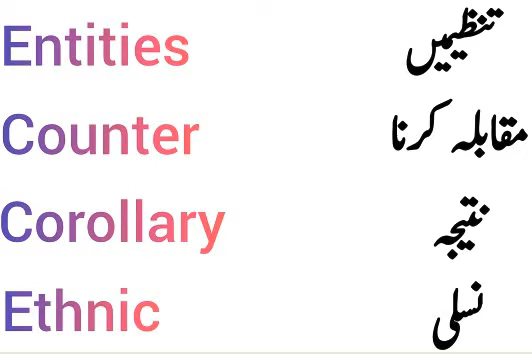 Entities تنظیمیں
Counter مقابلہ کرنا
Corollary نتیجہ
Ethnic نسلی